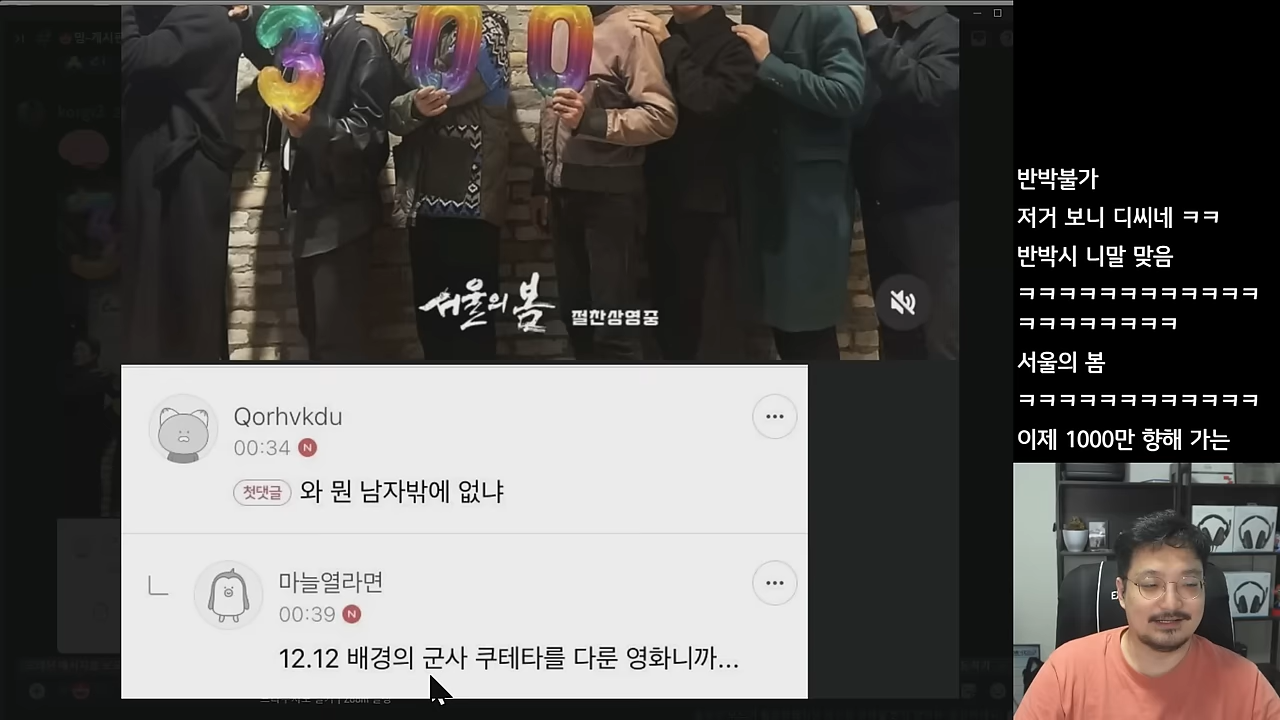 300
서울의 봄 절찬상영중
Qorhvkdu
00:34 N
첫댓글 와 뭔 남자밖에 없냐
마늘열라면
00:39 N
12.12 배경의 군사 쿠테타를 다룬 영화니까...
반박불가
저거 보니 디씨네 ㅋㅋ
반박시 니말 맞음
ㅋㅋㅋㅋㅋㅋㅋㅋㅋㅋㅋㅋ
ㅋㅋㅋㅋㅋㅋㅋㅋ
서울의 봄
ㅋㅋㅋㅋㅋㅋㅋㅋㅋㅋㅋㅋ
이제 1000만 향해 가는